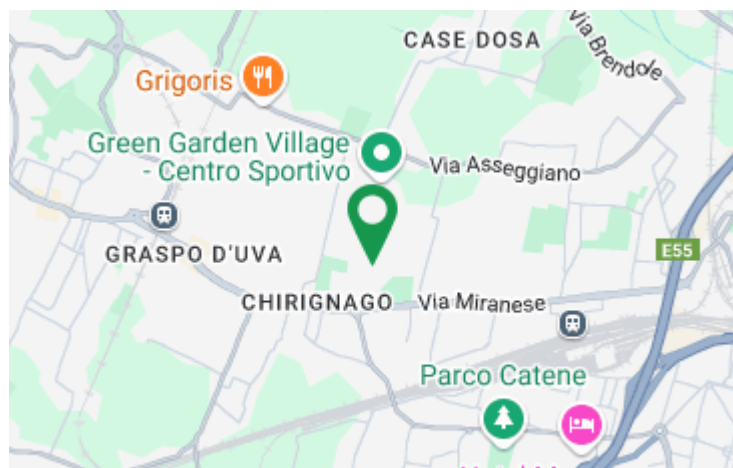 CASE DOSA
Via Brendole
Grigoris
Green Garden Village
- Centro Sportivo
Via Asseggiano
GRASPO D'UVA
E55
CHIRIGNAGO
Via Miranese
Parco Catene